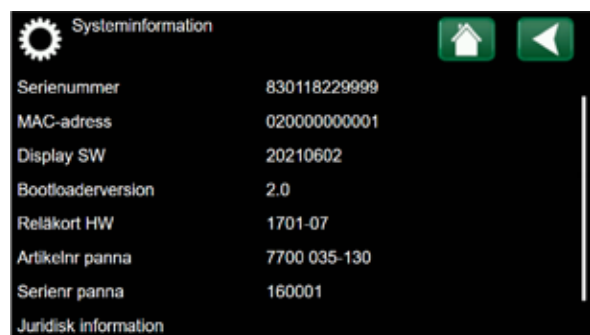 Systeminformation
Serienummer 830118229999
MAC-adress 020000000001
Display SW 20210602
Bootloaderversion 2.0
Reläkort HW 1701-07
Artikelnr panna 7700 035-130
Serienr panna 160001
Juridisk information